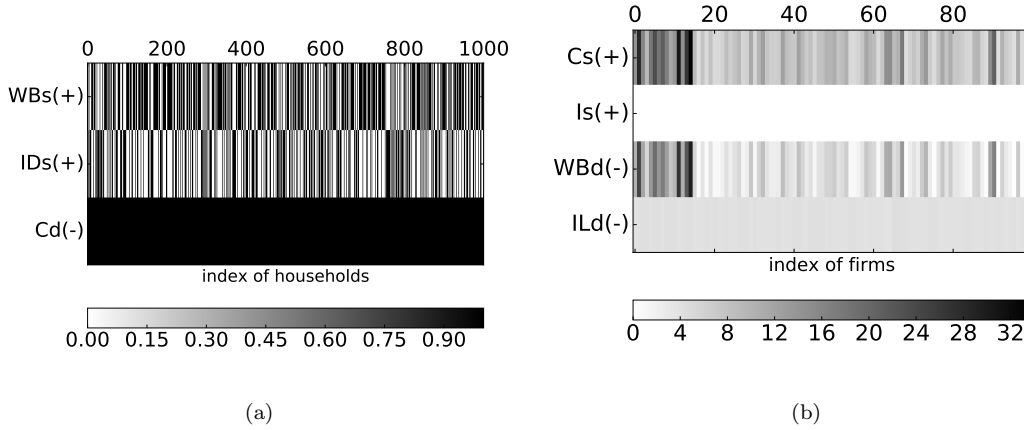 0 200 400 600 800 1000
WBs(+)
IDs(+)
Cd(-)
index of households
0.00 0.15 0.30 0.45 0.60 0.75 0.90
(a)
0 20 40 60 80
Cs(+)
Is(+)
WBd(-)
ILd(-)
index of firms
0 4 8 12 16 20 24 28 32
(b)